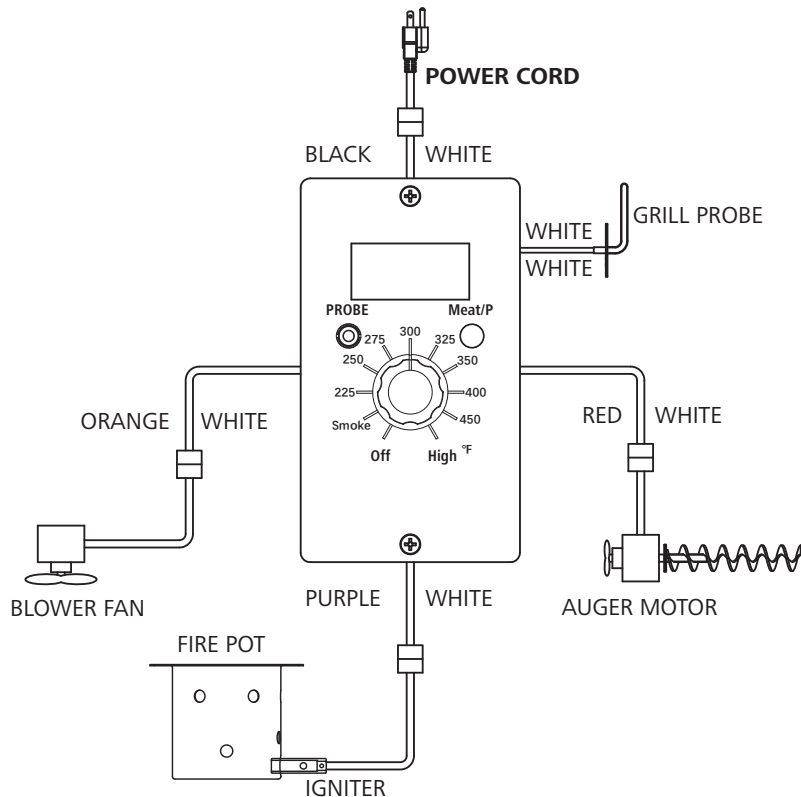 POWER CORD
BLACK WHITE
WHITE
WHITE
GRILL PROBE
PROBE
Meat/P
300
275 325
250 350
225 400
Smoke 450
Off High °F
ORANGE WHITE
RED WHITE
BLOWER FAN
AUGER MOTOR
PURPLE WHITE
FIRE POT
IGNITER